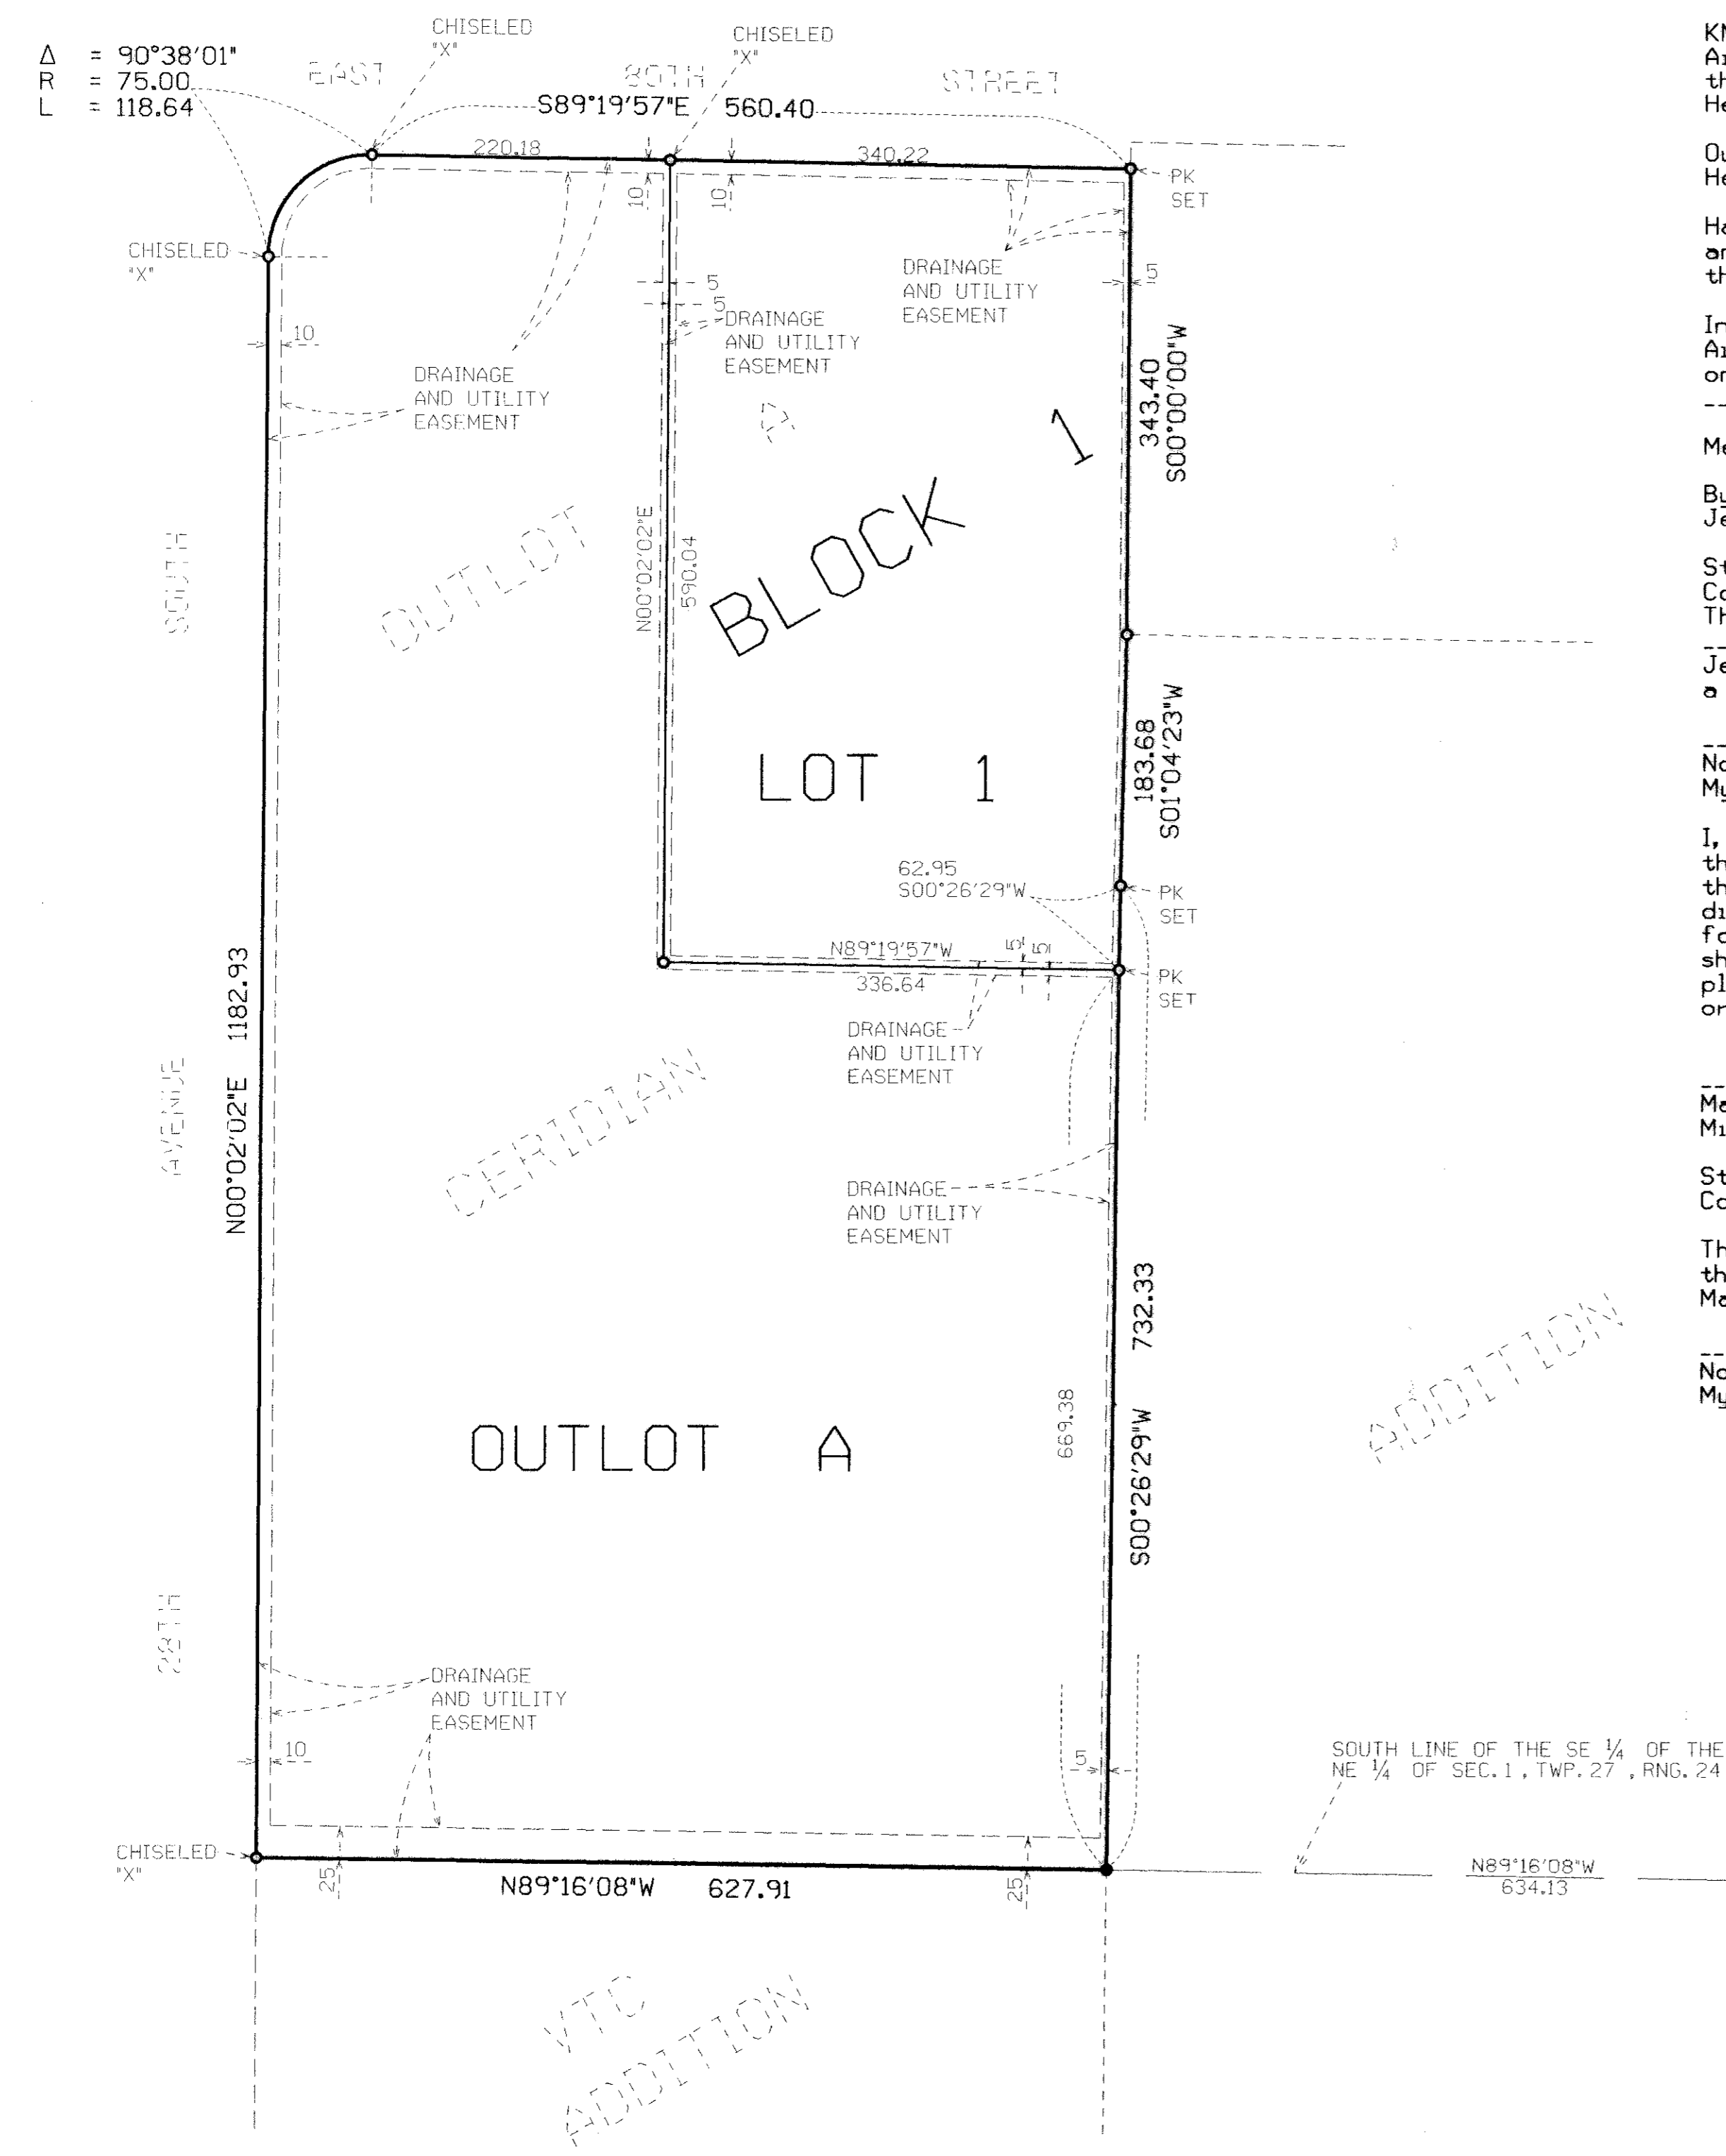 Δ = 90°38'01"
R = 75.00
L = 118.64
CHISELED
"X"
CHISELED
"X"
EAST 80TH STREET
S89°19'57"E 560.40
220.18
340.22
PK
SET
10
10
CHISELED
"X"
10
DRAINAGE
AND UTILITY
EASEMENT
5
5
DRAINAGE
AND UTILITY
EASEMENT
DRAINAGE
AND UTILITY
EASEMENT
5
343.40
S00°00'00"W
A
BLOCK 1
OUTLOT
N00°02'02"E
590.04
SOUTH
LOT 1
183.68
S01°04'23"W
62.95
S00°26'29"W
PK
SET
N89°19'57"W
336.64
5
5
PK
SET
DRAINAGE
AND UTILITY
EASEMENT
N00°02'02"E 1182.93
AVENUE
CERIDIAN
DRAINAGE
AND UTILITY
EASEMENT
S00°26'29"W 732.33
669.38
ADDITION
OUTLOT A
28TH
DRAINAGE
AND UTILITY
EASEMENT
10
5
SOUTH LINE OF THE SE ¼ OF THE
NE ¼ OF SEC.1, TWP.27, RNG.24
CHISELED
"X"
25
25
N89°16'08"W 627.91
N89°16'08"W
634.13
VTC
ADDITION